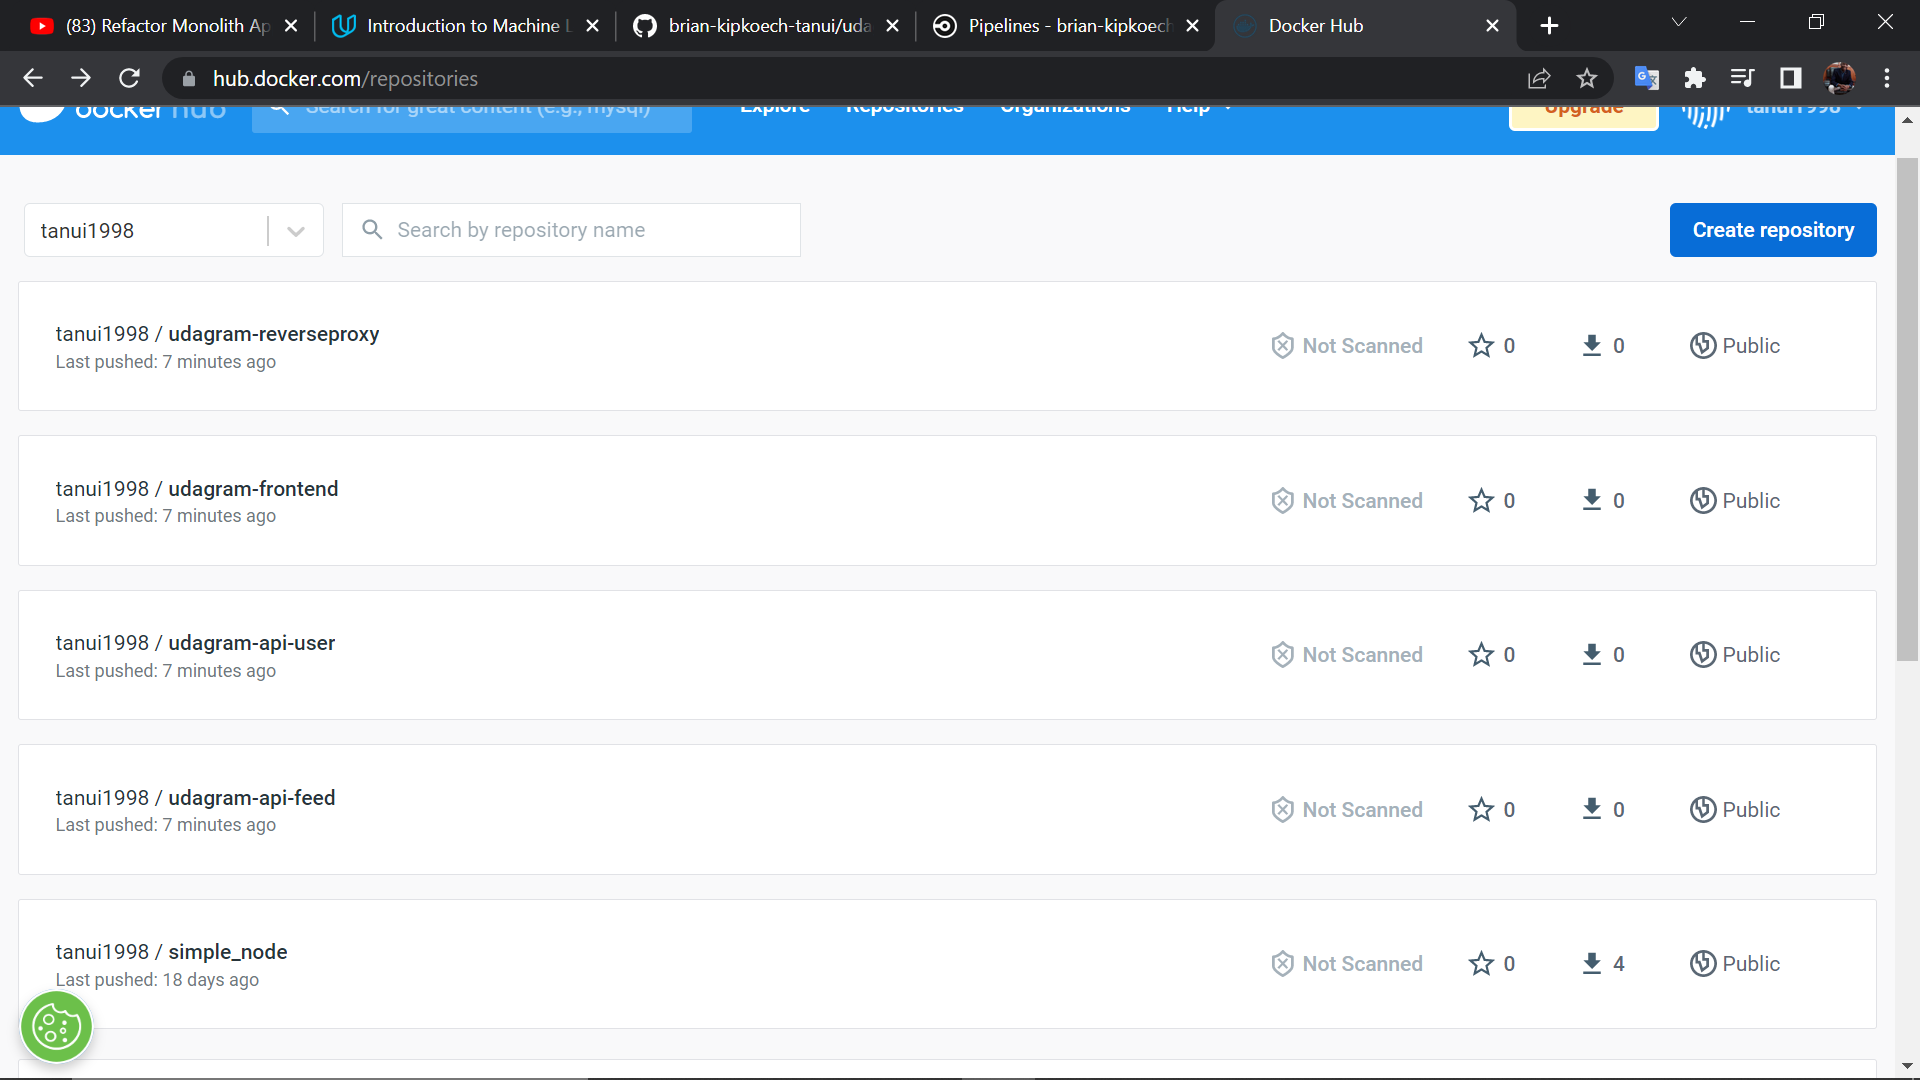 (83) Refactor Monolith Ap
Introduction to Machine L
brian-kipkoech-tanui/uda
Pipelines - brian-kipkoech
Docker Hub
hub.docker.com/repositories
docker hub
Search for great content (e.g., mysql)
Explore
Repositories
Organizations
Help
Upgrade
tanui1998
tanui1998
Search by repository name
Create repository
tanui1998 / udagram-reverseproxy
Last pushed: 7 minutes ago
Not Scanned
0
0
Public
tanui1998 / udagram-frontend
Last pushed: 7 minutes ago
Not Scanned
0
0
Public
tanui1998 / udagram-api-user
Last pushed: 7 minutes ago
Not Scanned
0
0
Public
tanui1998 / udagram-api-feed
Last pushed: 7 minutes ago
Not Scanned
0
0
Public
tanui1998 / simple_node
Last pushed: 18 days ago
Not Scanned
0
4
Public